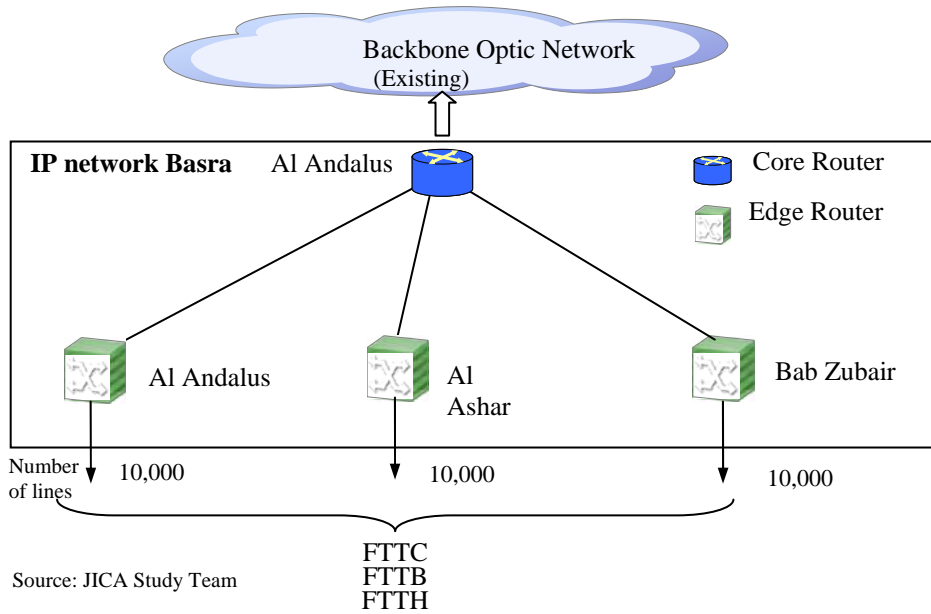 Backbone Optic Network
(Existing)
IP network Basra
Al Andalus
Core Router
Edge Router
Al Andalus
Al
Ashar
Bab Zubair
Number
of lines
10,000
10,000
10,000
FTTC
FTTB
FTTH
Source: JICA Study Team